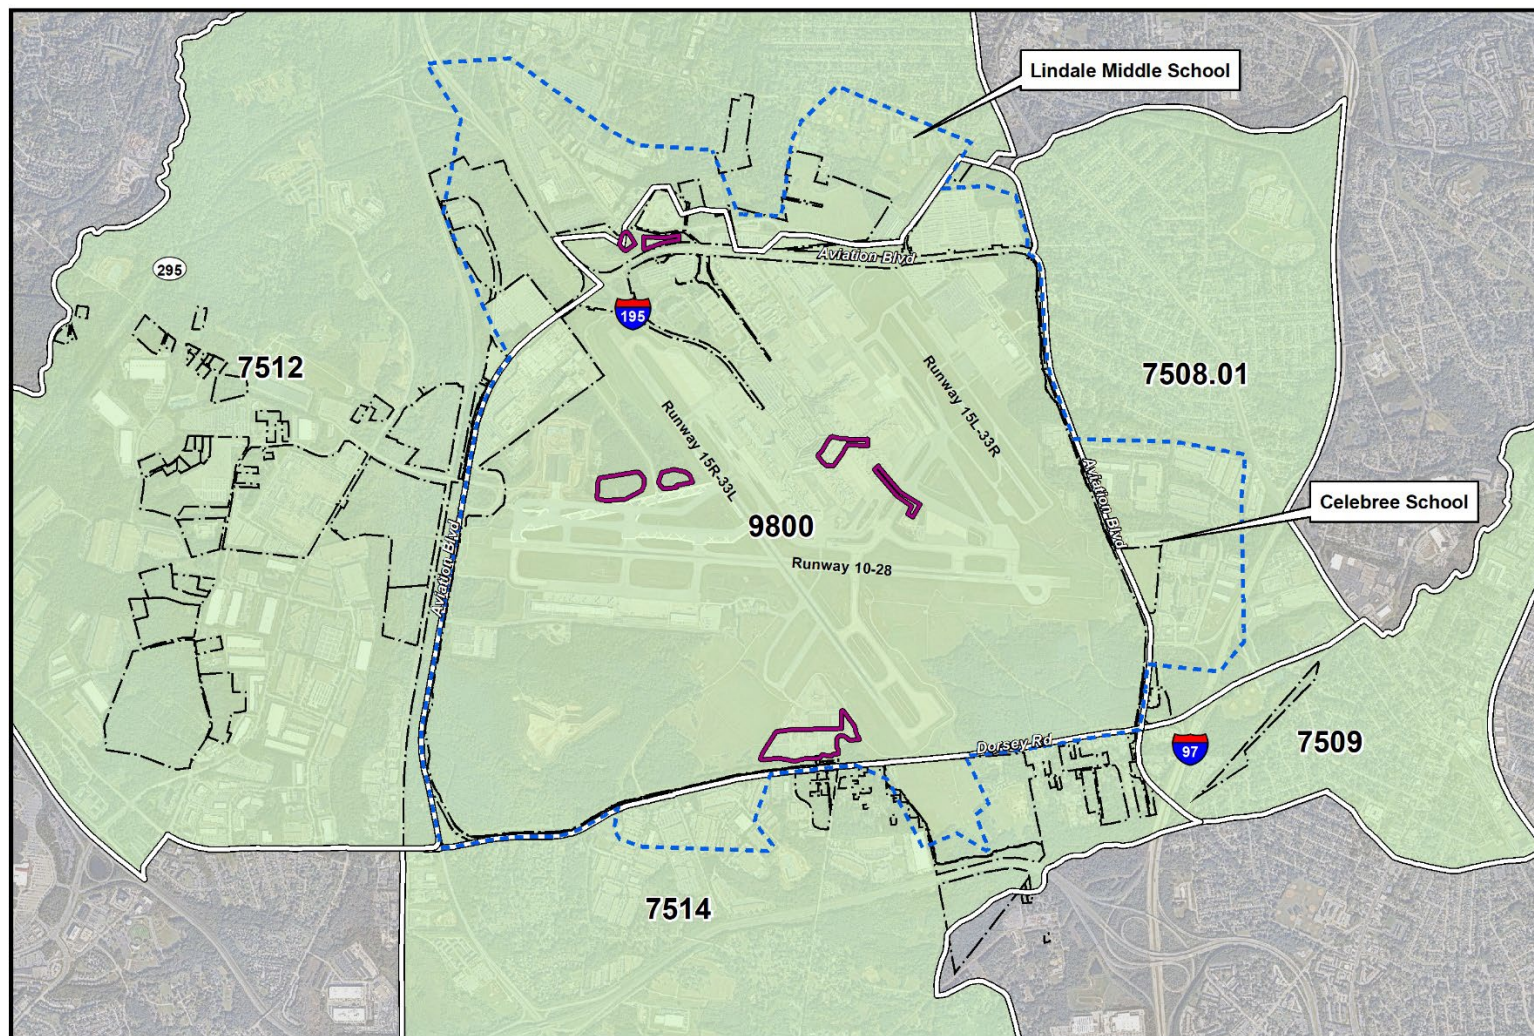 Lindale Middle School
Aviation Blvd
295
195
7512
7508.01
Runway 15L-33R
Runway 15R-33L
Aviation Blvd
Celebree School
9800
Aviation Blvd
Runway 10-28
Dorsey Rd
97
7509
7514